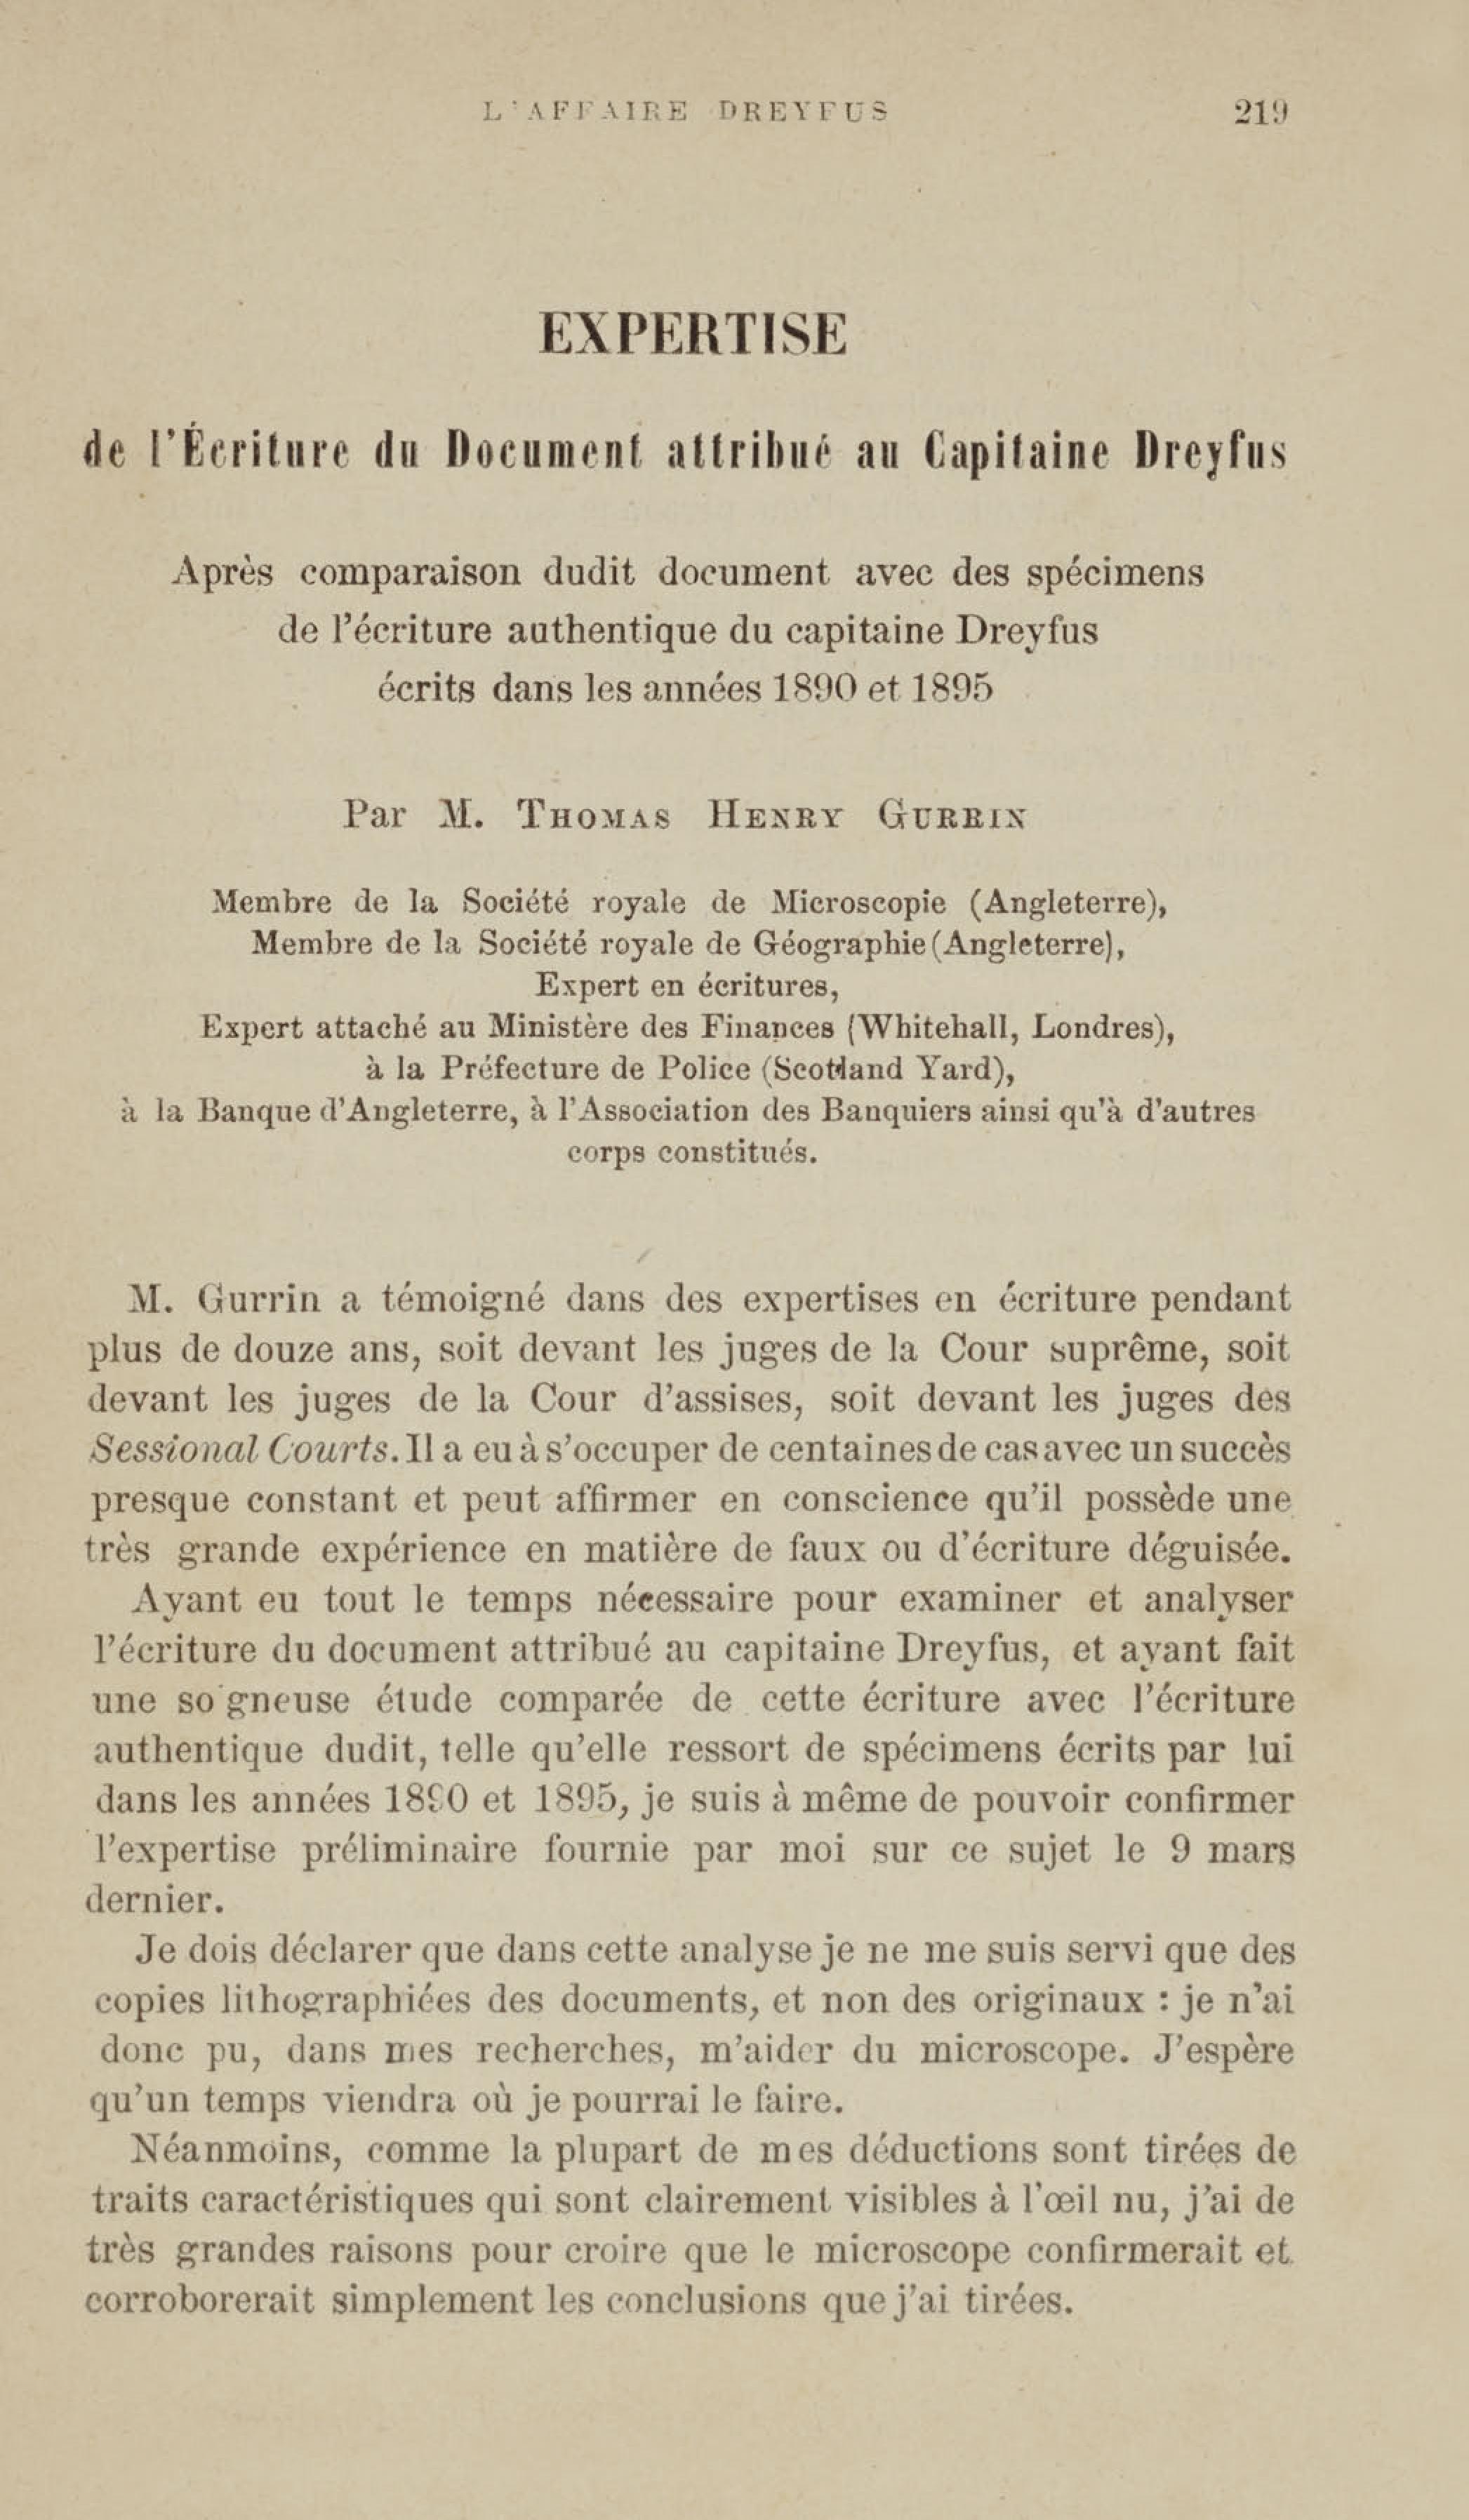 L'AFFAIRE DREYFUS 219
EXPERTISE
de l'Écriture du Document attribué au Capitaine Dreyfus
Après comparaison dudit document avec des spécimens
de l'écriture authentique du capitaine Dreyfus
écrits dans les années 1890 et 1895
Par M. THOMAS HENRY GURRIN
Membre de la Société royale de Microscopie (Angleterre),
Membre de la Société royale de Géographie (Angleterre),
Expert en écritures,
Expert attaché au Ministère des Finances (Whitehall, Londres),
à la Préfecture de Police (Scotland Yard),
à la Banque d'Angleterre, à l'Association des Banquiers ainsi qu'à d'autres
corps constitués.
M. Gurrin a témoigné dans des expertises en écriture pendant
plus de douze ans, soit devant les juges de la Cour suprême, soit
devant les juges de la Cour d'assises, soit devant les juges des
Sessional Courts. Il a eu à s'occuper de centaines de cas avec un succès
presque constant et peut affirmer en conscience qu'il possède une
très grande expérience en matière de faux ou d'écriture déguisée.
Ayant eu tout le temps nécessaire pour examiner et analyser
l'écriture du document attribué au capitaine Dreyfus, et ayant fait
une so gneuse étude comparée de cette écriture avec l'écriture
authentique dudit, telle qu'elle ressort de spécimens écrits par lui
dans les années 1890 et 1895, je suis à même de pouvoir confirmer
l'expertise préliminaire fournie par moi sur ce sujet le 9 mars
dernier.
Je dois déclarer que dans cette analyse je ne me suis servi que des
copies lithographiées des documents, et non des originaux : je n'ai
donc pu, dans mes recherches, m'aider du microscope. J'espère
qu'un temps viendra où je pourrai le faire.
Néanmoins, comme la plupart de mes déductions sont tirées de
traits caractéristiques qui sont clairement visibles à l'œil nu, j'ai de
très grandes raisons pour croire que le microscope confirmerait et
corroborerait simplement les conclusions que j'ai tirées.